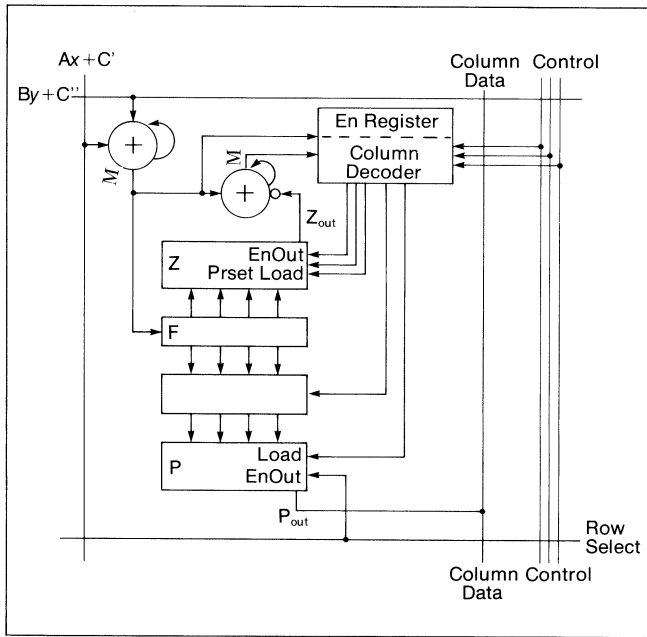 Ax + C'
Column
Data
Control
By + C''
En Register
Column
Decoder
+
M
M
+
Zout
Z
EnOut
Prset Load
F
Load
P
EnOut
Pout
Row
Select
Column
Data
Control